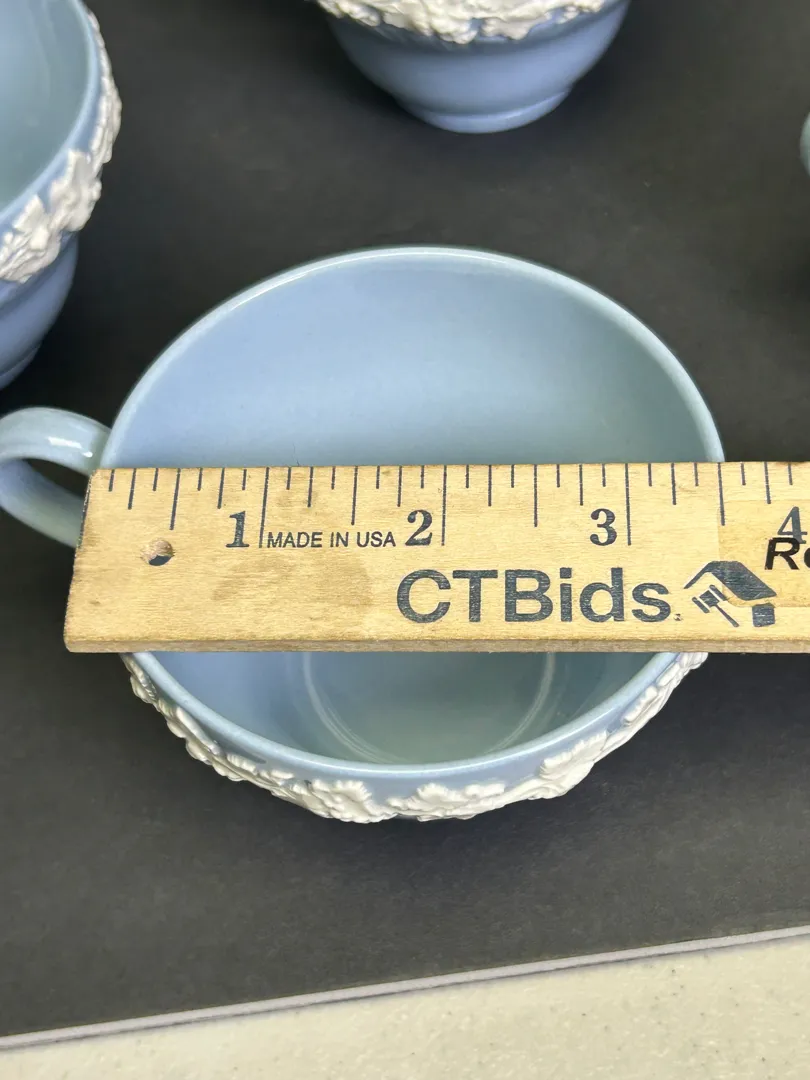 1 MADE IN USA 2 3 4
CTBids.